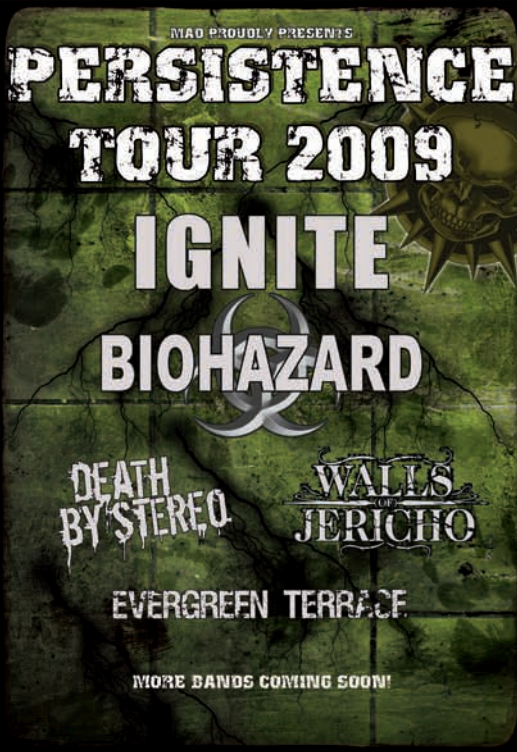 MAD PROUDLY PRESENTS
PERSISTENCE
TOUR 2009
IGNITE
BIOHAZARD
DEATH
BY STEREO
WALLS
OF
JERICHO
EVERGREEN TERRACE
MORE BANDS COMING SOON!